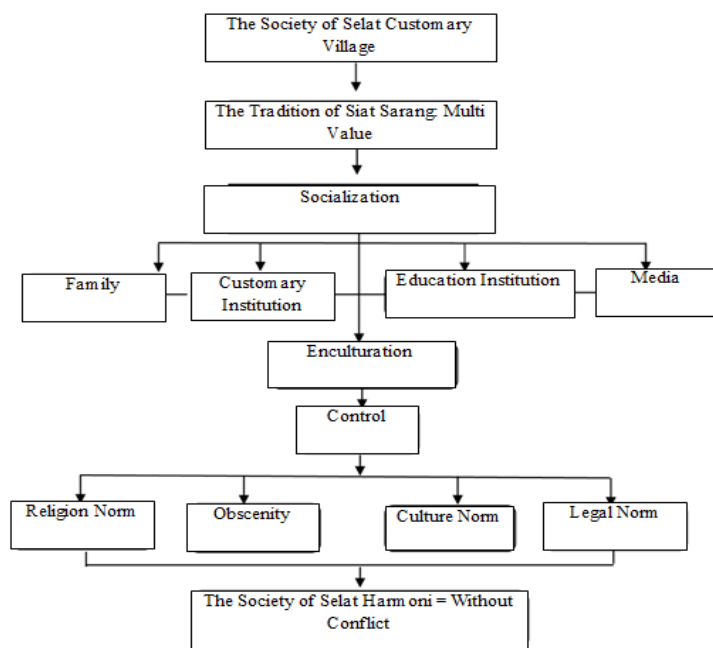 The Society of Selat Customary
Village
The Tradition of Siat Sarang: Multi
Value
Socialization
Family
Customary
Institution
Education Institution
Media
Enculturation
Control
Religion Norm
Obscenity
Culture Norm
Legal Norm
The Society of Selat Harmoni = Without
Conflict